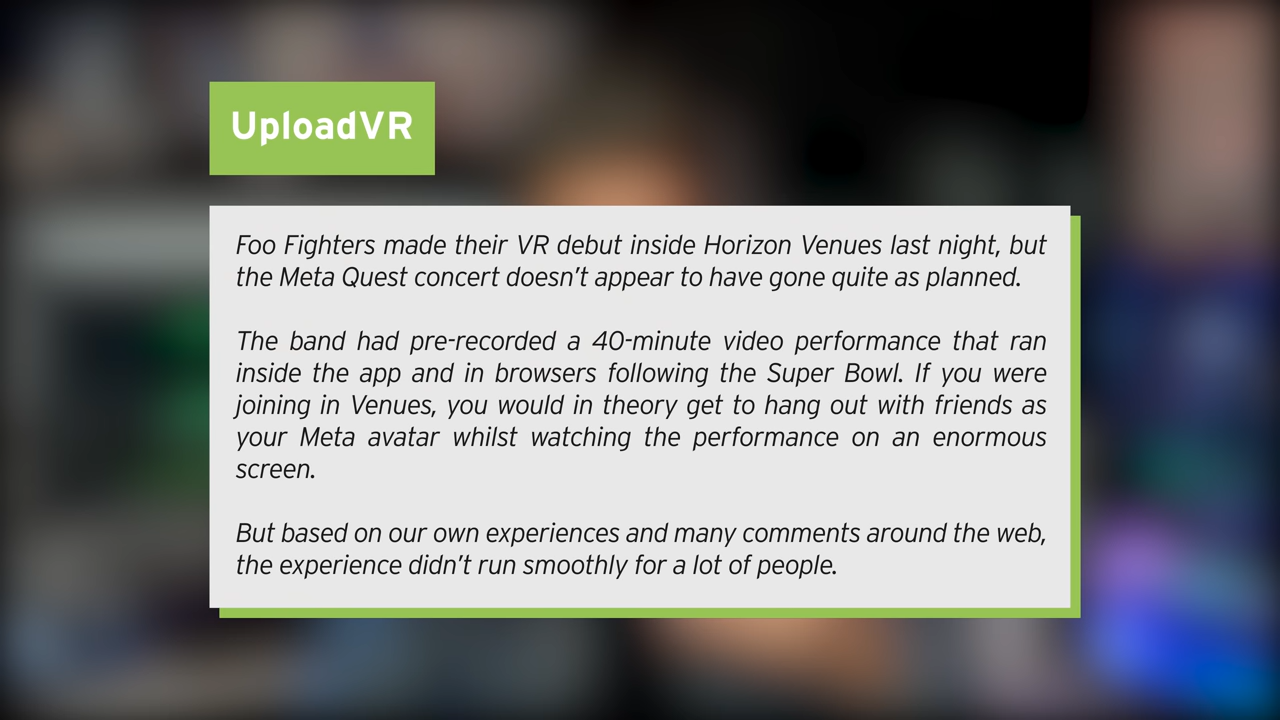 UploadVR
Foo Fighters made their VR debut inside Horizon Venues last night, but
the Meta Quest concert doesn't appear to have gone quite as planned.
The band had pre-recorded a 40-minute video performance that ran
inside the app and in browsers following the Super Bowl. If you were
joining in Venues, you would in theory get to hang out with friends as
your Meta avatar whilst watching the performance on an enormous
screen.
But based on our own experiences and many comments around the web,
the experience didn't run smoothly for a lot of people.